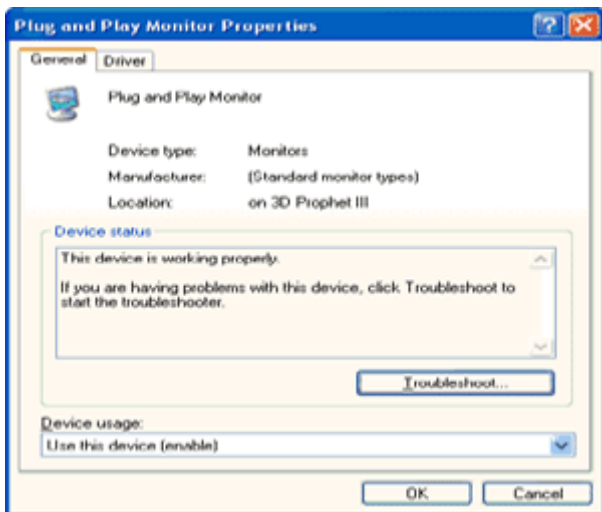 Plug and Play Monitor Properties
General Driver
Plug and Play Monitor
Device type: Monitors
Manufacturer: (Standard monitor types)
Location: on 3D Prophet III
Device status
This device is working properly.
If you are having problems with this device, click Troubleshoot to
start the troubleshooter.
Troubleshoot...
Device usage:
Use this device (enable)
OK Cancel